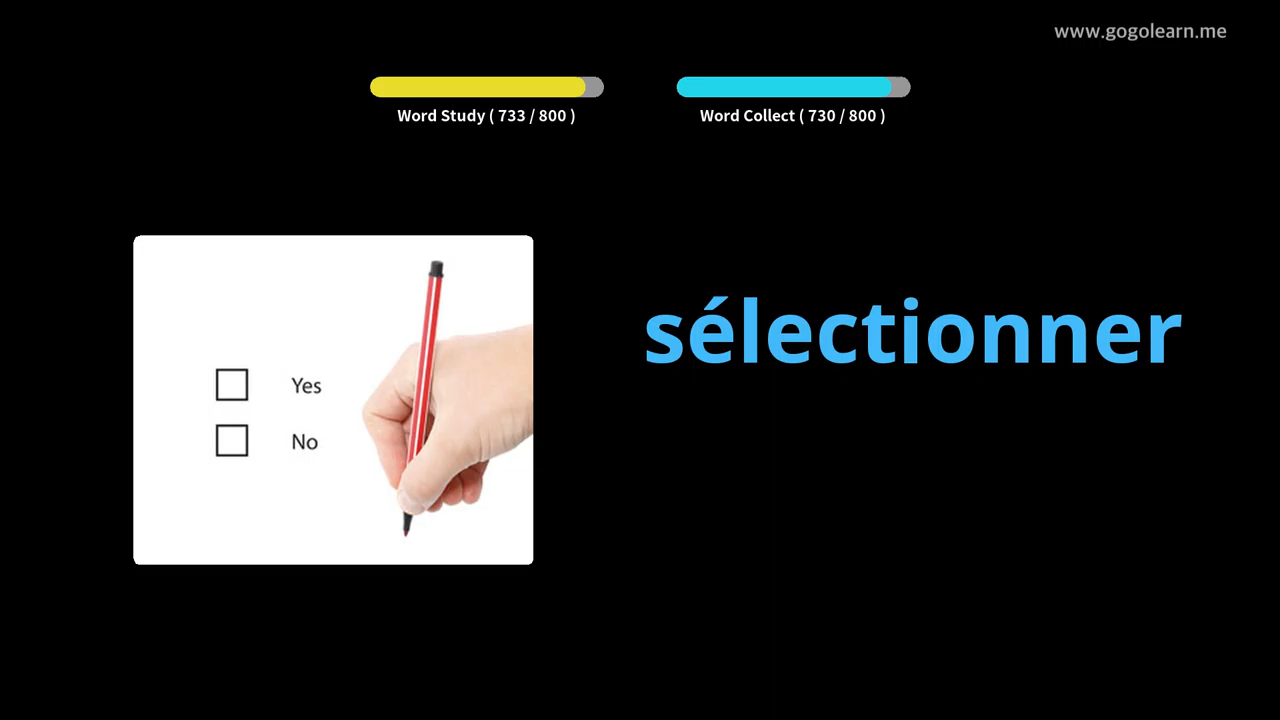 www.gogolearn.me
Word Study ( 733 / 800 )
Word Collect ( 730 / 800 )
sélectionner
Yes
No